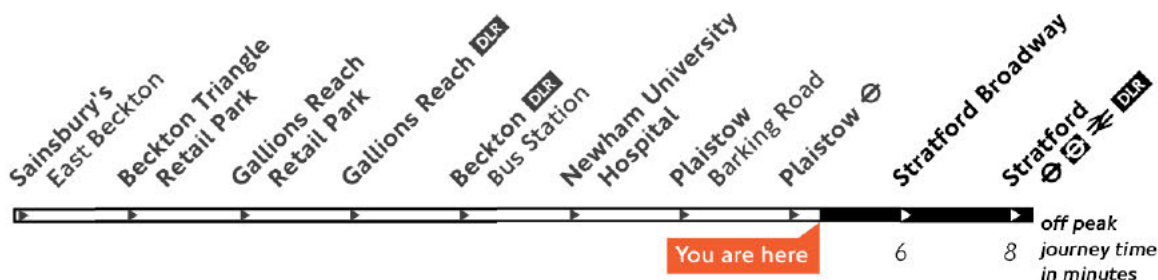 Sainsbury's
East Beckton
Beckton Triangle
Retail Park
Gallions Reach
Retail Park
Gallions Reach DLR
Beckton DLR
Bus Station
Newham University
Hospital
Plaistow
Barking Road
Plaistow
Stratford Broadway
Stratford
DLR
You are here
6
8
off peak
journey time
in minutes